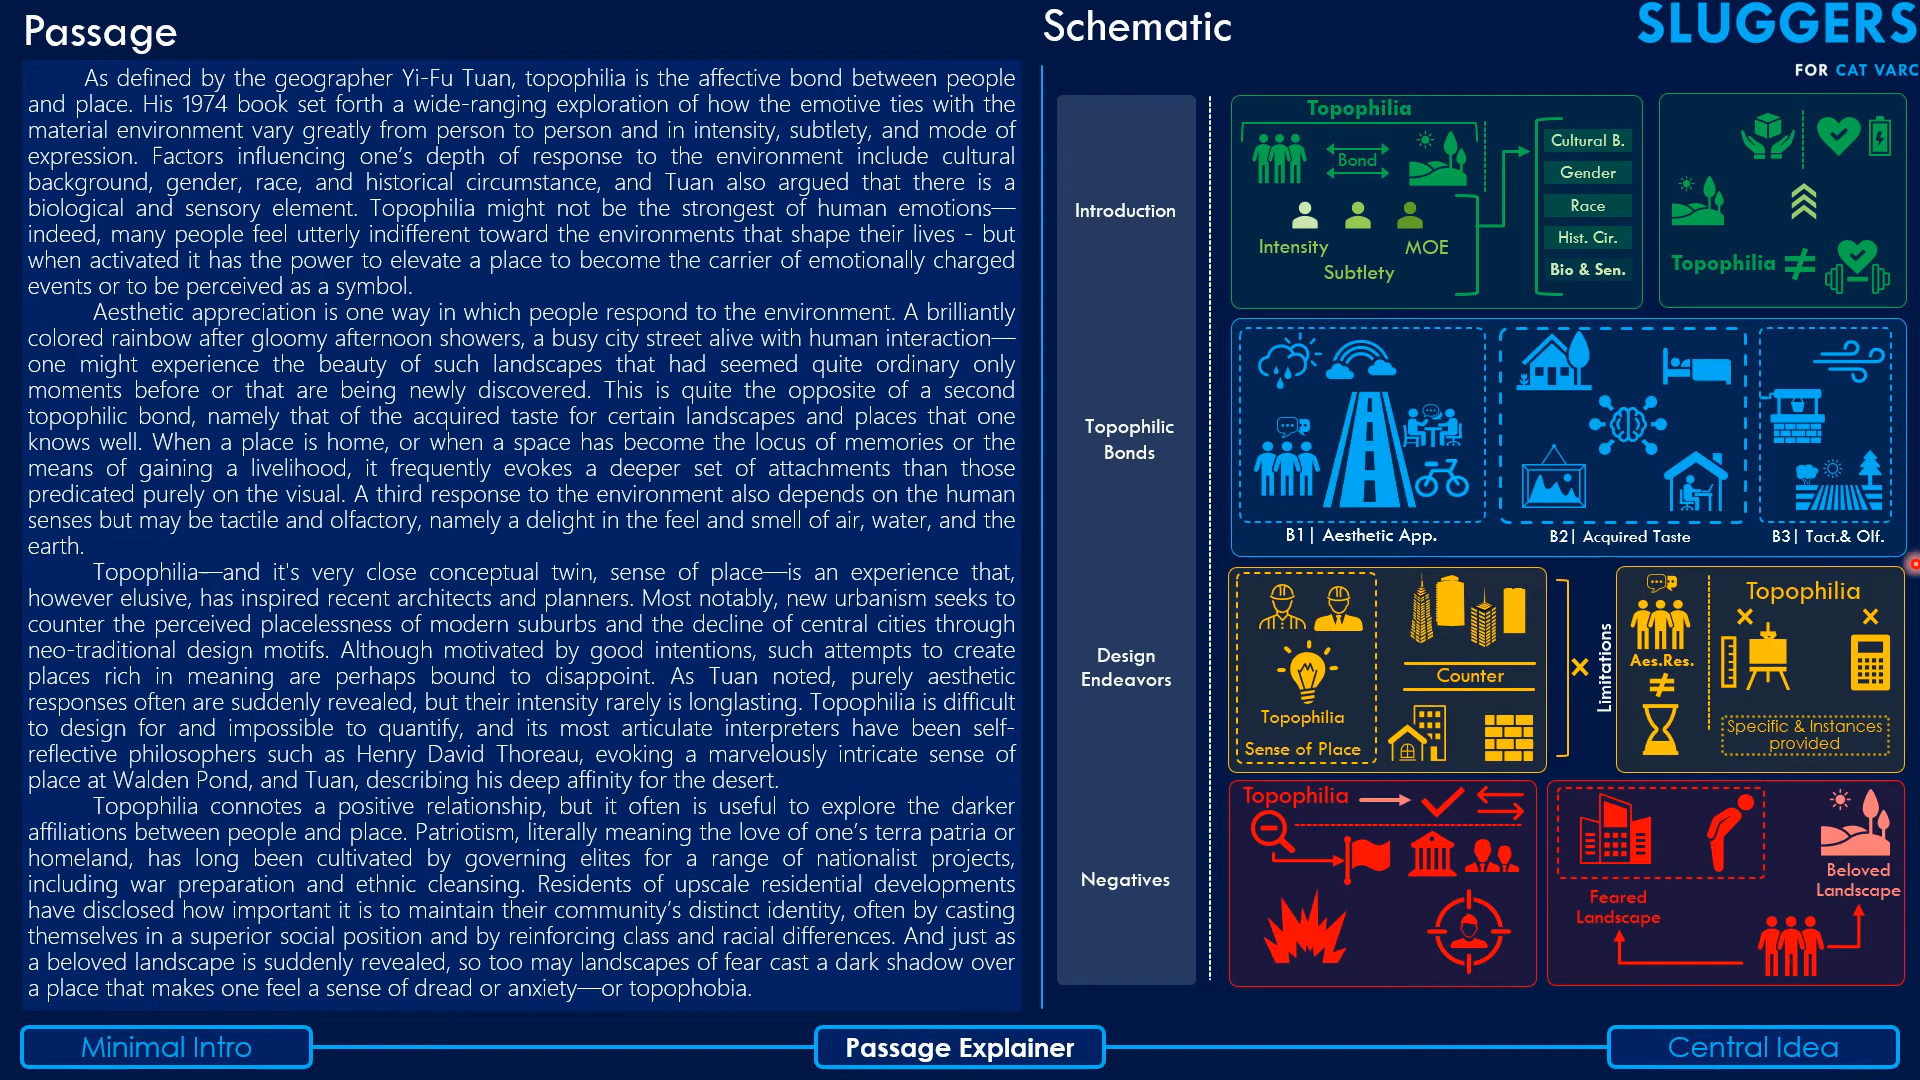 Passage
As defined by the geographer Yi-Fu Tuan, topophilia is the affective bond between people
and place. His 1974 book set forth a wide-ranging exploration of how the emotive ties with the
material environment vary greatly from person to person and in intensity, subtlety, and mode of
expression. Factors influencing one's depth of response to the environment include cultural
background, gender, race, and historical circumstance, and Tuan also argued that there is a
biological and sensory element. Topophilia might not be the strongest of human emotions—
indeed, many people feel utterly indifferent toward the environments that shape their lives - but
when activated it has the power to elevate a place to become the carrier of emotionally charged
events or to be perceived as a symbol.
Aesthetic appreciation is one way in which people respond to the environment. A brilliantly
colored rainbow after gloomy afternoon showers, a busy city street alive with human interaction—
one might experience the beauty of such landscapes that had seemed quite ordinary only
moments before or that are being newly discovered. This is quite the opposite of a second
topophilic bond, namely that of the acquired taste for certain landscapes and places that one
knows well. When a place is home, or when a space has become the locus of memories or the
means of gaining a livelihood, it frequently evokes a deeper set of attachments than those
predicated purely on the visual. A third response to the environment also depends on the human
senses but may be tactile and olfactory, namely a delight in the feel and smell of air, water, and the
earth.
Topophilia—and it's very close conceptual twin, sense of place—is an experience that,
however elusive, has inspired recent architects and planners. Most notably, new urbanism seeks to
counter the perceived placelessness of modern suburbs and the decline of central cities through
neo-traditional design motifs. Although motivated by good intentions, such attempts to create
places rich in meaning are perhaps bound to disappoint. As Tuan noted, purely aesthetic
responses often are suddenly revealed, but their intensity rarely is longlasting. Topophilia is difficult
to design for and impossible to quantify, and its most articulate interpreters have been self-
reflective philosophers such as Henry David Thoreau, evoking a marvelously intricate sense of
place at Walden Pond, and Tuan, describing his deep affinity for the desert.
Topophilia connotes a positive relationship, but it often is useful to explore the darker
affiliations between people and place. Patriotism, literally meaning the love of one's terra patria or
homeland, has long been cultivated by governing elites for a range of nationalist projects,
including war preparation and ethnic cleansing. Residents of upscale residential developments
have disclosed how important it is to maintain their community's distinct identity, often by casting
themselves in a superior social position and by reinforcing class and racial differences. And just as
a beloved landscape is suddenly revealed, so too may landscapes of fear cast a dark shadow over
a place that makes one feel a sense of dread or anxiety—or topophobia.
Schematic
SLUGGERS
FOR CAT VARC
Introduction
Topophilia
Bond
Intensity
Subtlety
MOE
Cultural B.
Gender
Race
Hist. Cir.
Bio & Sen.
Topophilia ≠
Topophilic
Bonds
B1| Aesthetic App.
B2| Acquired Taste
B3| Tact.& Olf.
Design
Endeavors
Topophilia
Sense of Place
Counter
Limitations
Aes.Res.
≠
Topophilia
Specific & Instances
provided
Negatives
Topophilia
Feared
Landscape
Beloved
Landscape
Minimal Intro
Passage Explainer
Central Idea